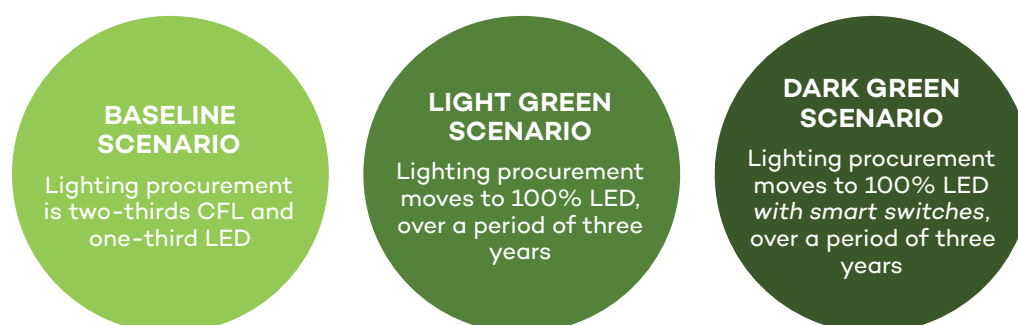 BASELINE
SCENARIO
Lighting procurement
is two-thirds CFL and
one-third LED
LIGHT GREEN
SCENARIO
Lighting procurement
moves to 100% LED,
over a period of three
years
DARK GREEN
SCENARIO
Lighting procurement
moves to 100% LED
with smart switches,
over a period of three
years